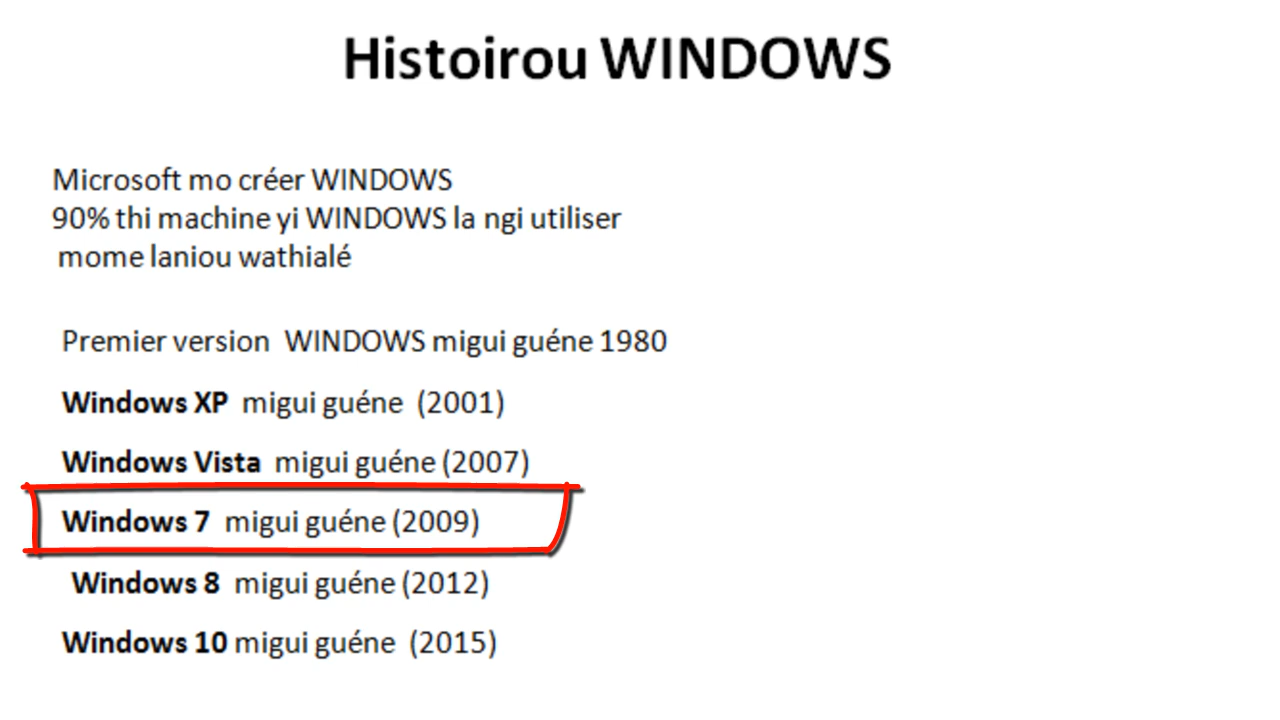 Histoirou WINDOWS
Microsoft mo créer WINDOWS
90% thi machine yi WINDOWS la ngi utiliser
mome laniou wathialé
Premier version WINDOWS migui guéne 1980
Windows XP migui guéne (2001)
Windows Vista migui guéne (2007)
Windows 7 migui guéne (2009)
Windows 8 migui guéne (2012)
Windows 10 migui guéne (2015)